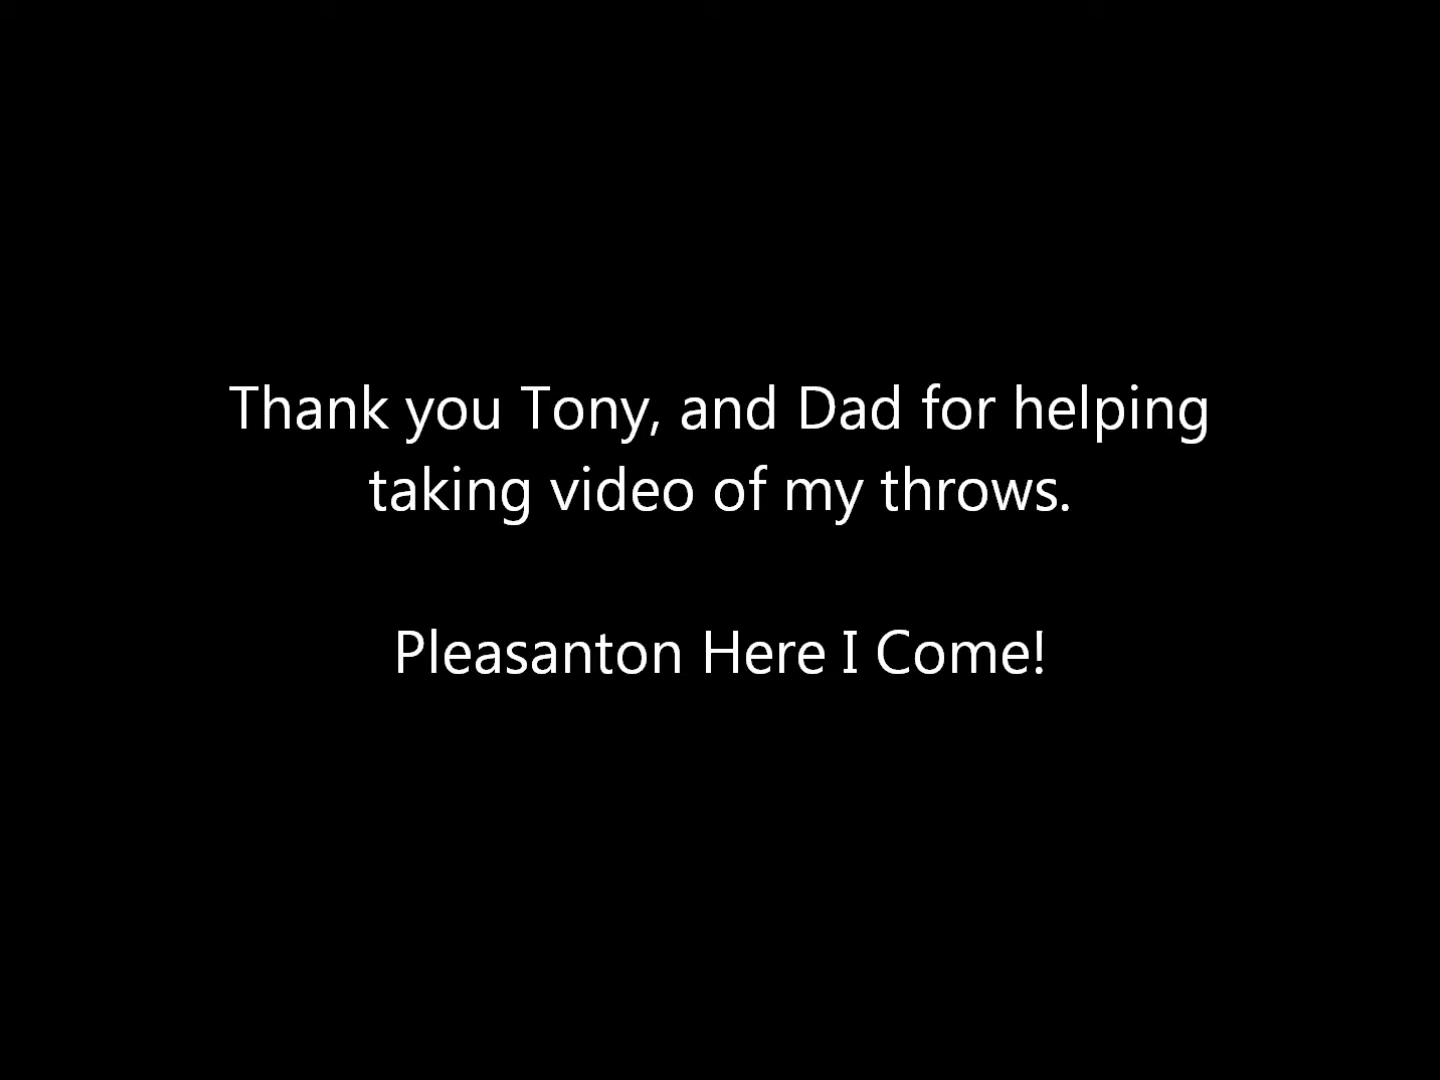 Thank you Tony, and Dad for helping
taking video of my throws.
Pleasanton Here I Come!